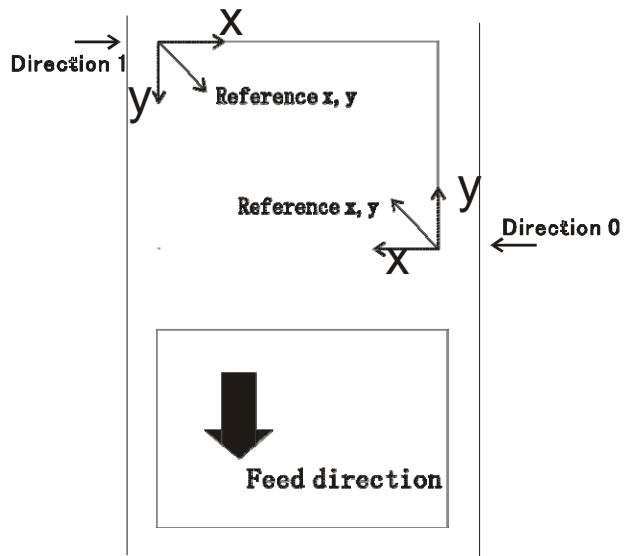 x
Direction 1
y
Reference x, y
y
Reference x, y
Direction 0
x
Feed direction